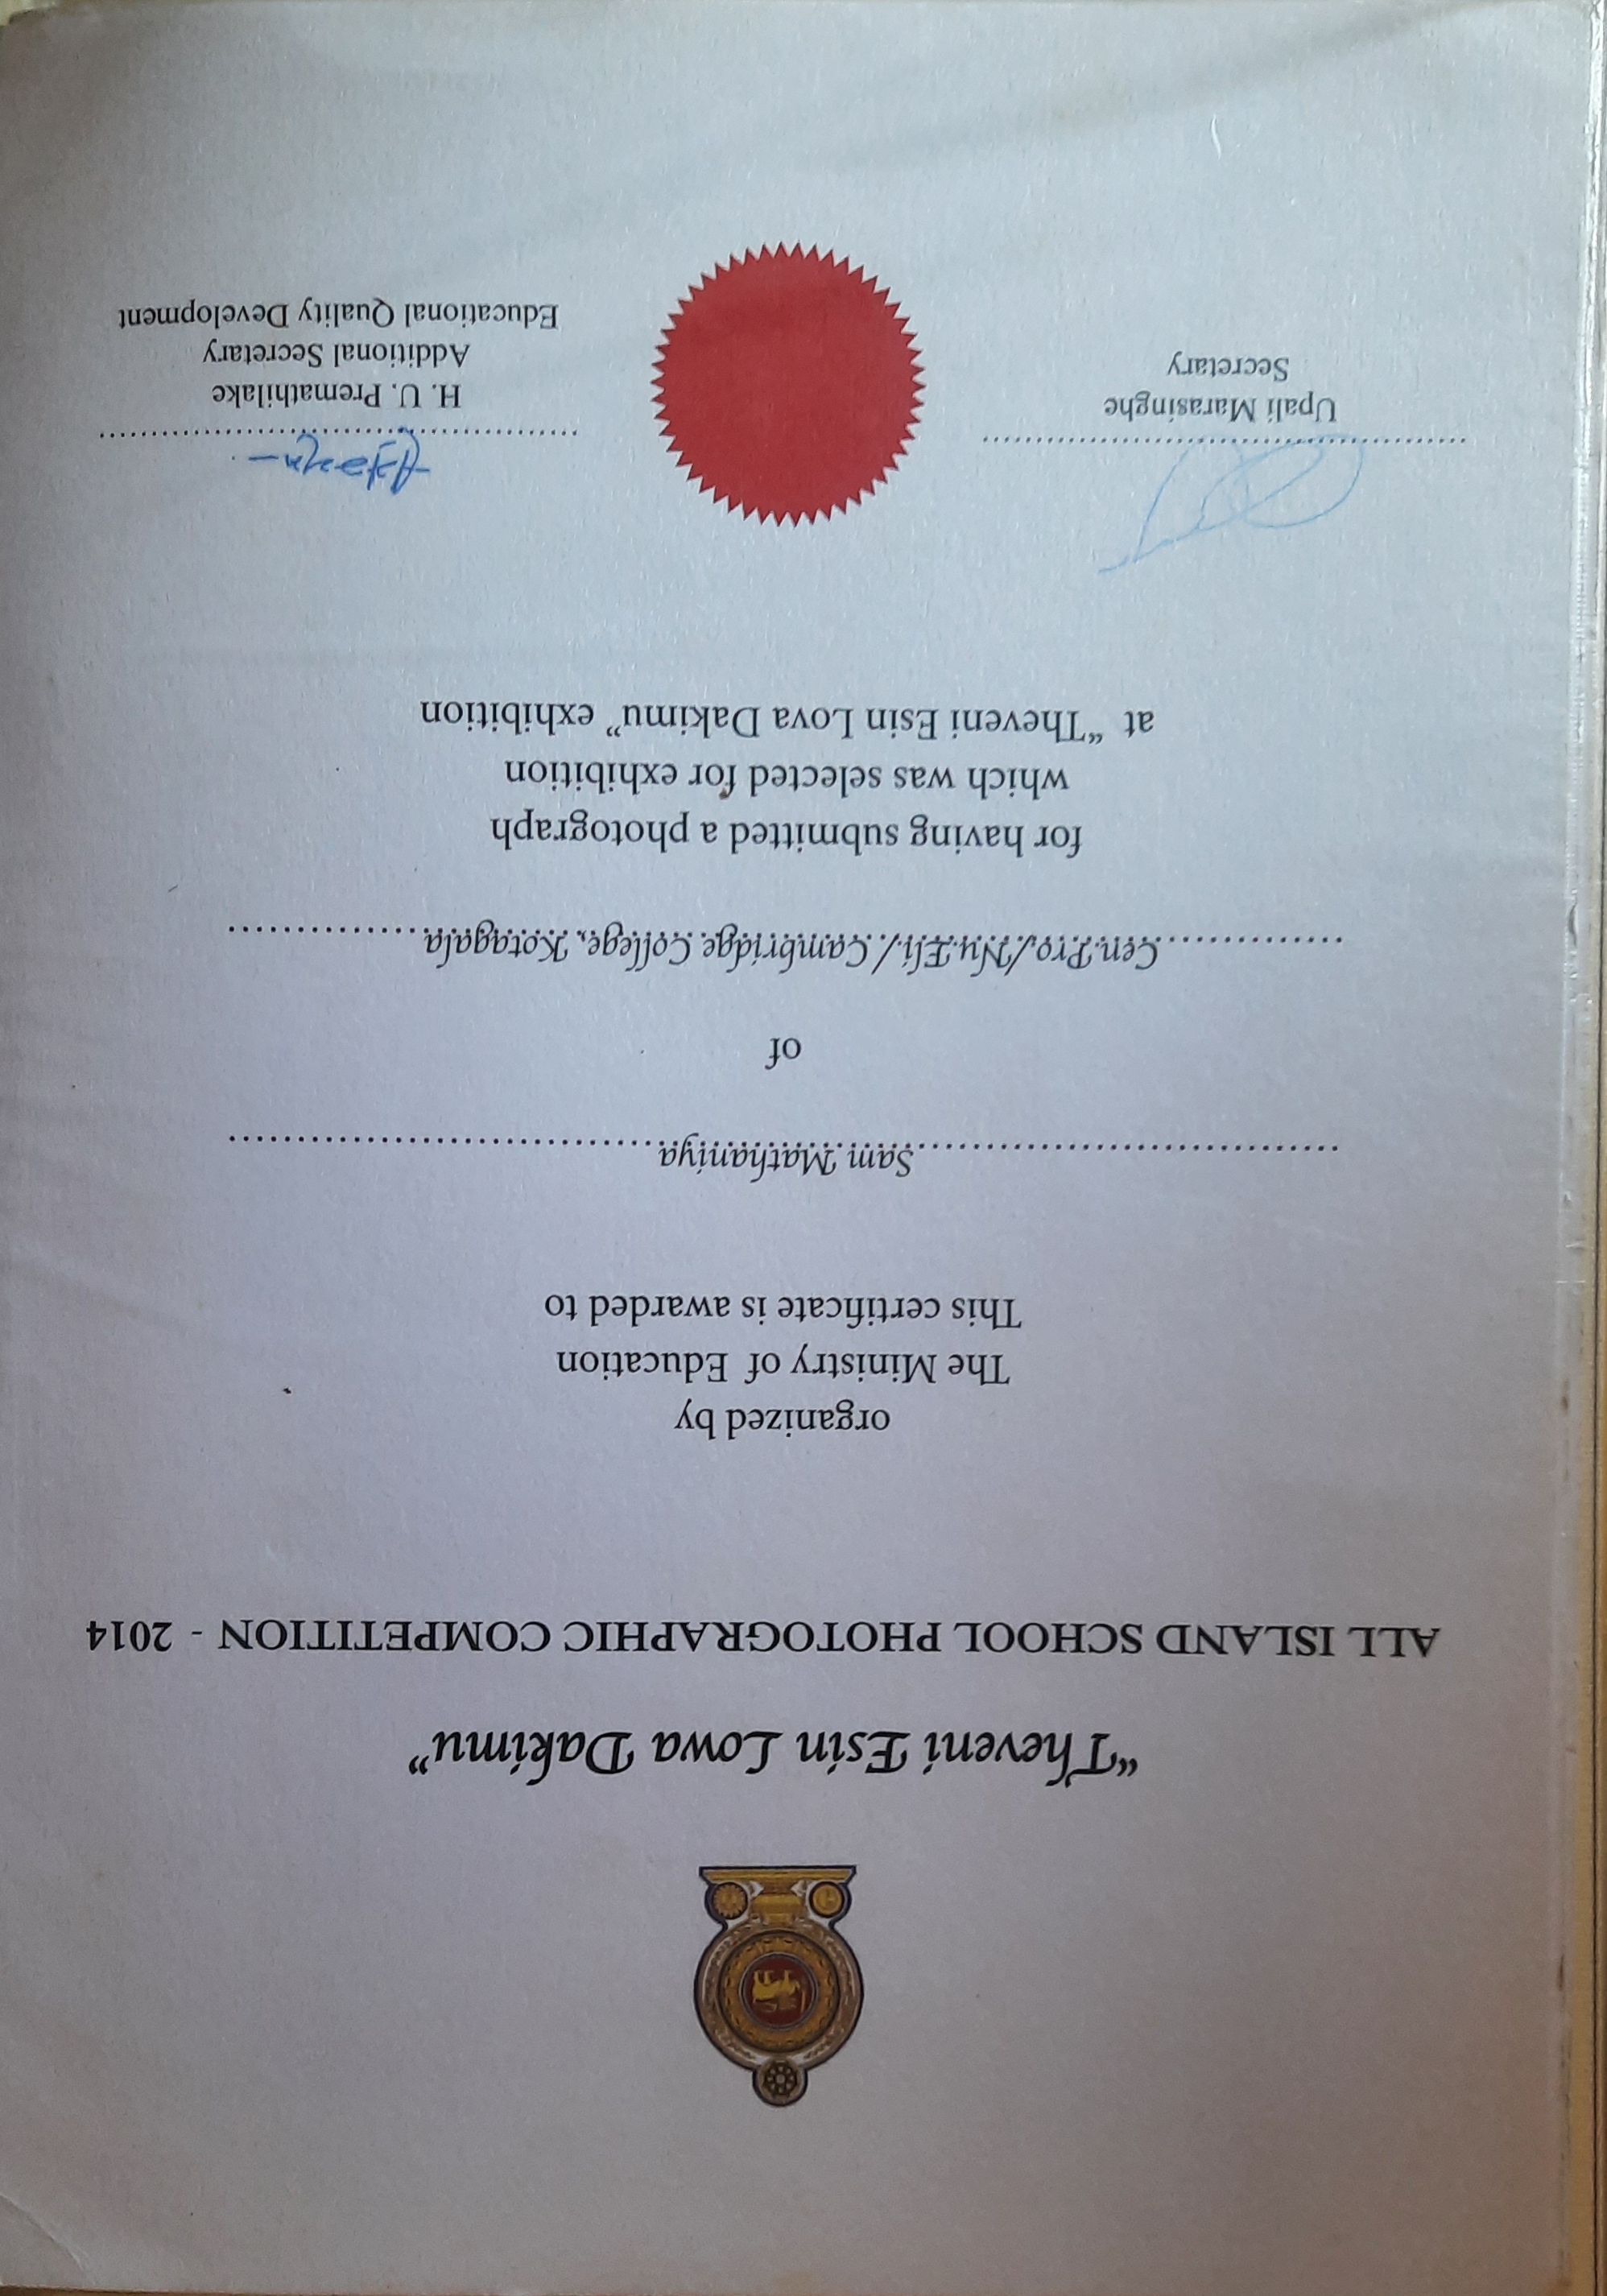 “Theveni Esin Lowa Dakimu”
ALL ISLAND SCHOOL PHOTOGRAPHIC COMPETITION - 2014
organized by
The Ministry of Education
This certificate is awarded to
Sam Mathaniya
of
Cen.Pro./Nu.Eli./ Cambridge College, Kotagala
for having submitted a photograph
which was selected for exhibition
at “Theveni Esin Lova Dakimu” exhibition
Upali Marasinghe
Secretary
H. U. Premathilake
Additional Secretary
Educational Quality Development